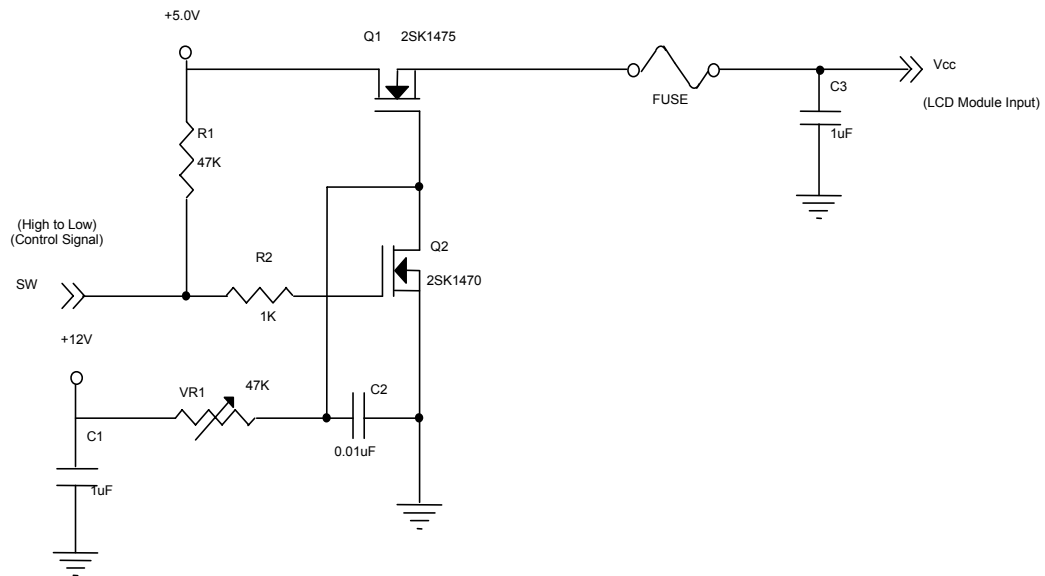 +5.0V
Q1 2SK1475
Vcc
FUSE
C3
(LCD Module Input)
R1
47K
1uF
(High to Low)
(Control Signal)
Q2
R2
SW
2SK1470
1K
+12V
VR1
47K
C2
C1
0.01uF
1uF